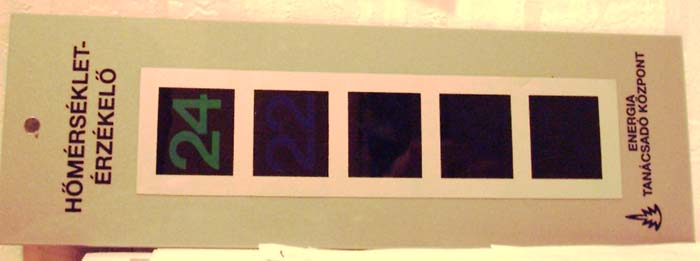 HŐMÉRSÉKLET-
ÉRZÉKELŐ
24
22
ENERGIA
TANÁCSADÓ KÖZPONT